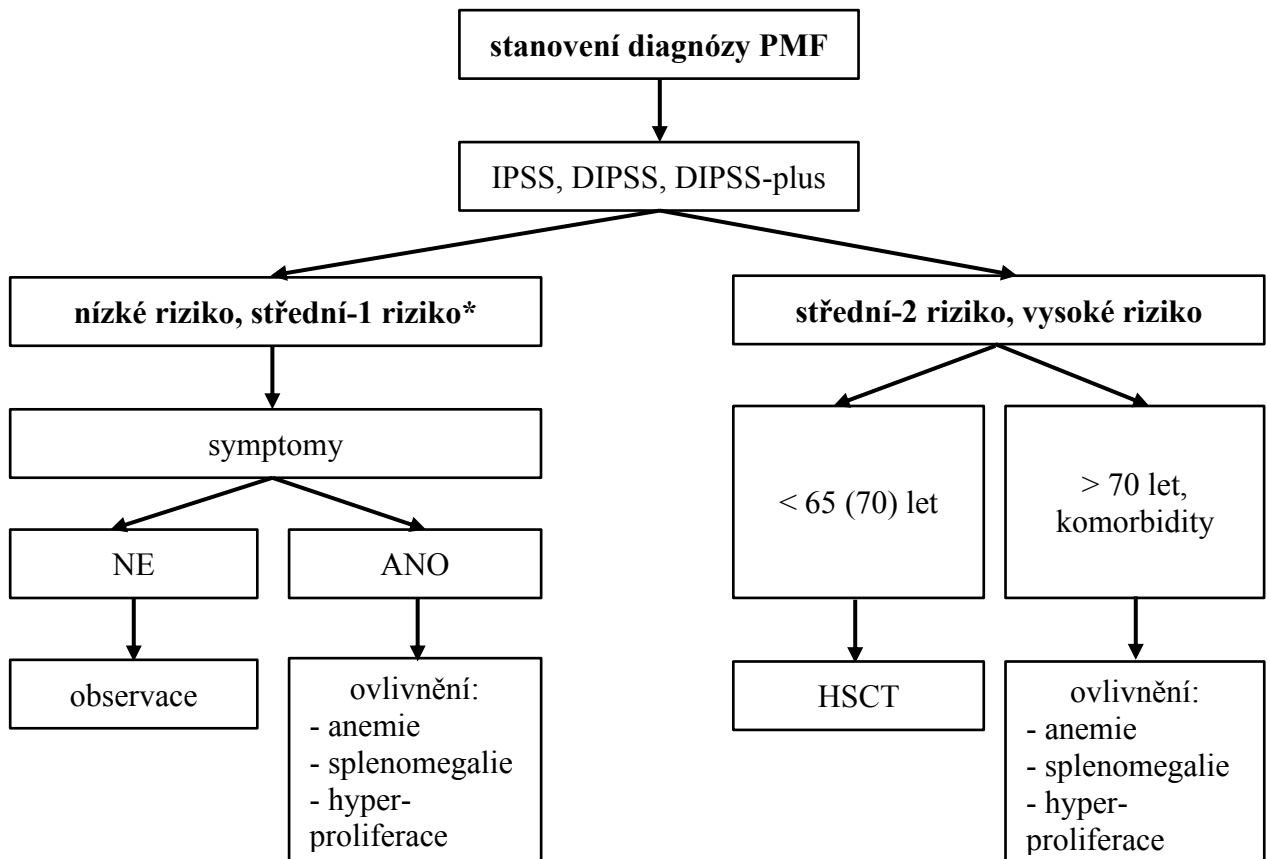 stanovení diagnózy PMF
IPSS, DIPSS, DIPSS-plus
nízké riziko, střední-1 riziko*
střední-2 riziko, vysoké riziko
symptomy
< 65 (70) let
> 70 let,
komorbidity
NE
ANO
observace
ovlivnění:
- anemie
- splenomegalie
- hyper-
proliferace
HSCT
ovlivnění:
- anemie
- splenomegalie
- hyper-
proliferace